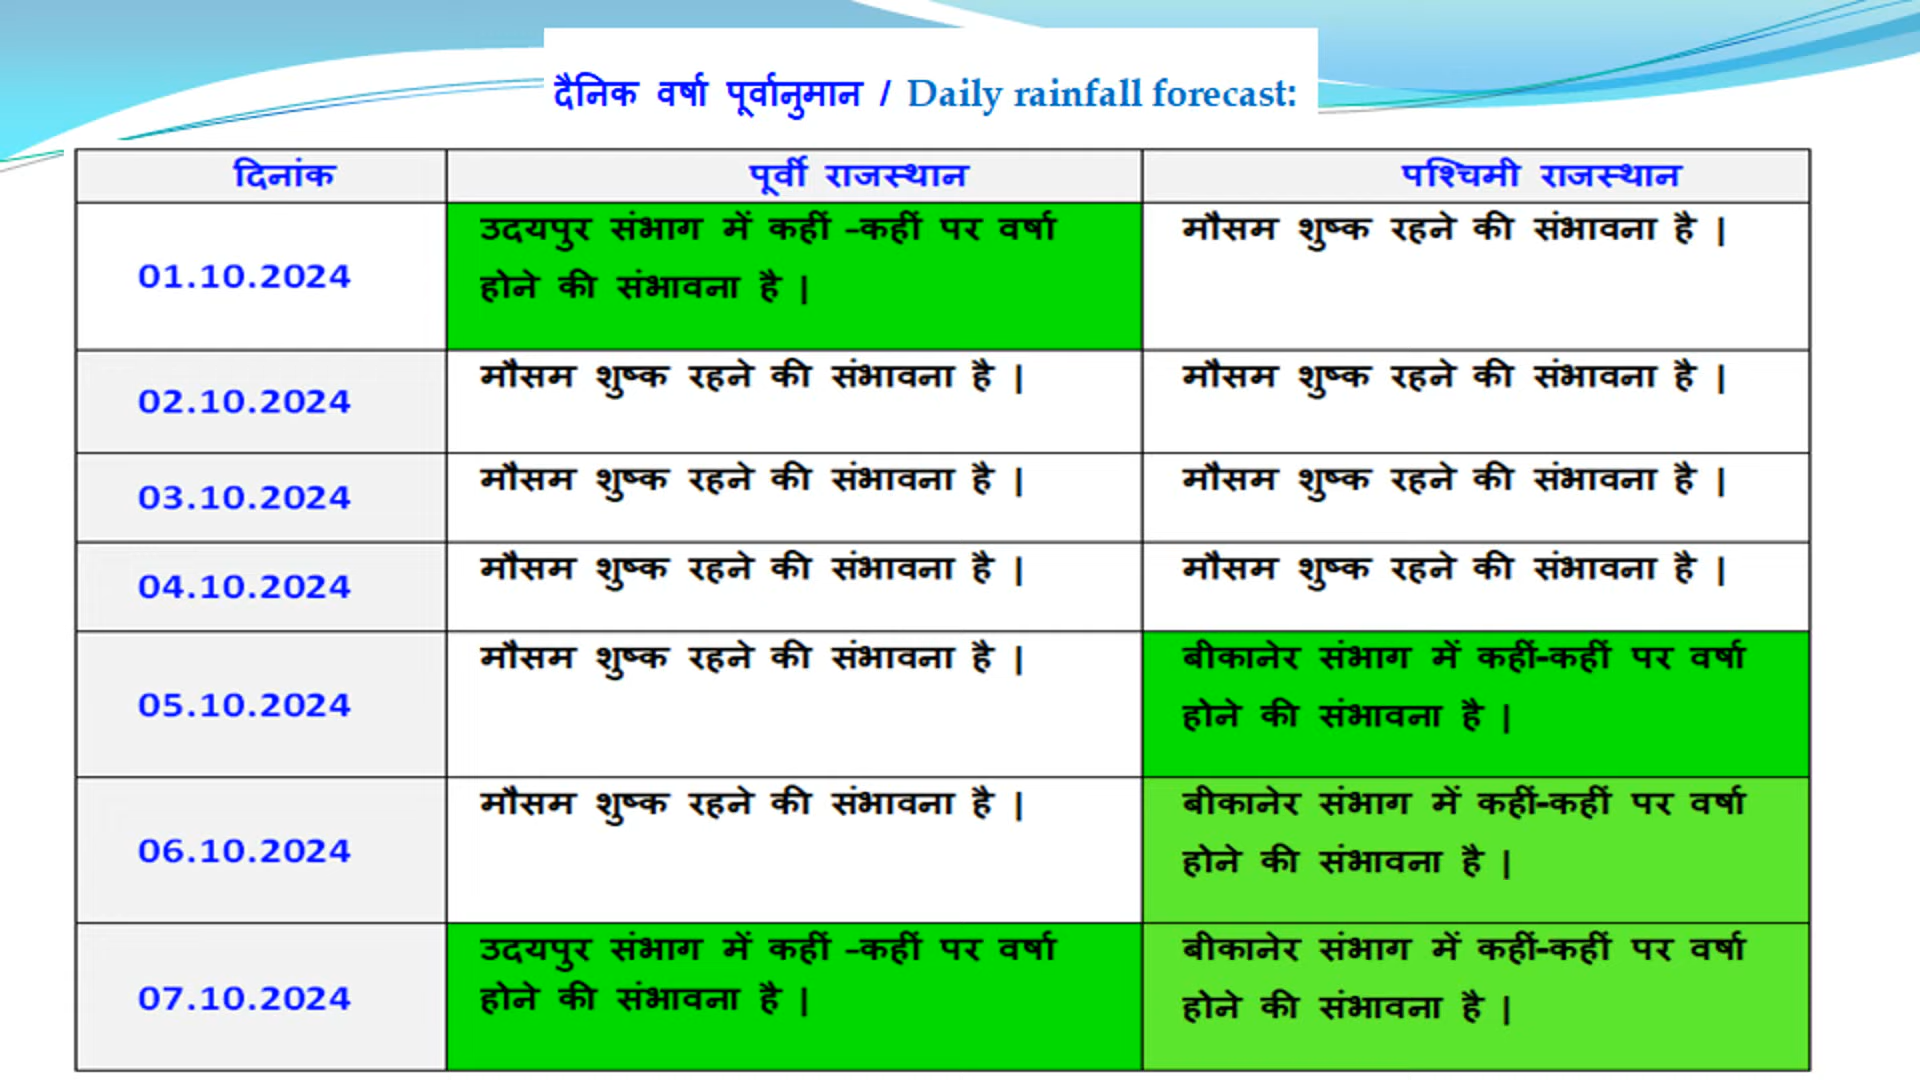 दैनिक वर्षा पूर्वानुमान / Daily rainfall forecast:
दिनांक पूर्वी राजस्थान पश्चिमी राजस्थान
01.10.2024
उदयपुर संभाग में कहीं –कहीं पर वर्षा
होने की संभावना है |
मौसम शुष्क रहने की संभावना है |
02.10.2024
मौसम शुष्क रहने की संभावना है |
मौसम शुष्क रहने की संभावना है |
03.10.2024
मौसम शुष्क रहने की संभावना है |
मौसम शुष्क रहने की संभावना है |
04.10.2024
मौसम शुष्क रहने की संभावना है |
मौसम शुष्क रहने की संभावना है |
05.10.2024
मौसम शुष्क रहने की संभावना है |
बीकानेर संभाग में कहीं-कहीं पर वर्षा
होने की संभावना है |
06.10.2024
मौसम शुष्क रहने की संभावना है |
बीकानेर संभाग में कहीं-कहीं पर वर्षा
होने की संभावना है |
07.10.2024
उदयपुर संभाग में कहीं –कहीं पर वर्षा
होने की संभावना है |
बीकानेर संभाग में कहीं-कहीं पर वर्षा
होने की संभावना है |